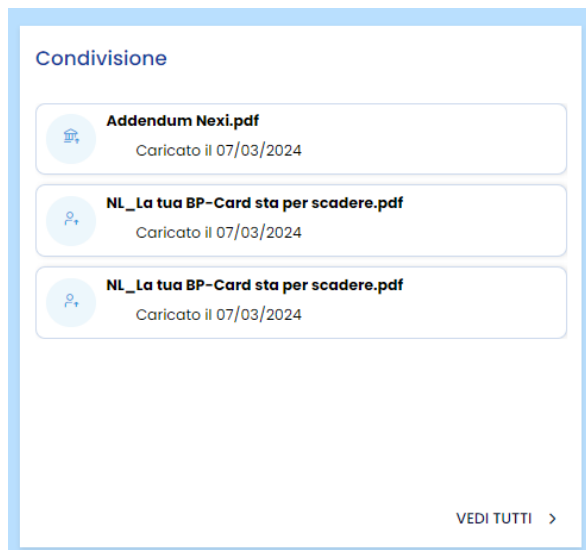 Condivisione
Addendum Nexi.pdf
Caricato il 07/03/2024
NL_La tua BP-Card sta per scadere.pdf
Caricato il 07/03/2024
NL_La tua BP-Card sta per scadere.pdf
Caricato il 07/03/2024
VEDI TUTTI